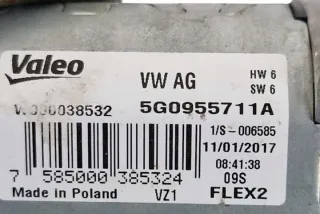 Valeo
VW AG
HW 6
SW 6
5G0955711A
1/S-006585
11/01/2017
08:41:38
7 585000 385324
09S
Made in Poland
VZ1
FLEX2